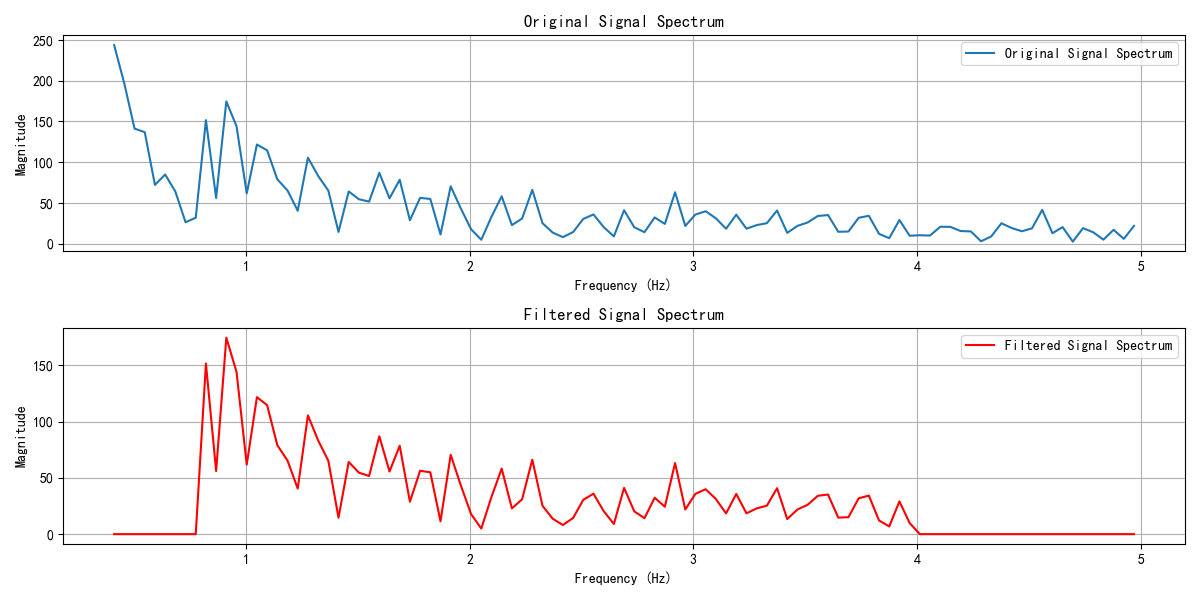 Original Signal Spectrum
250
200
150
100
50
0
Magnitude
Original Signal Spectrum
1
2
3
4
5
Frequency (Hz)
Filtered Signal Spectrum
150
100
50
0
Magnitude
Filtered Signal Spectrum
1
2
3
4
5
Frequency (Hz)